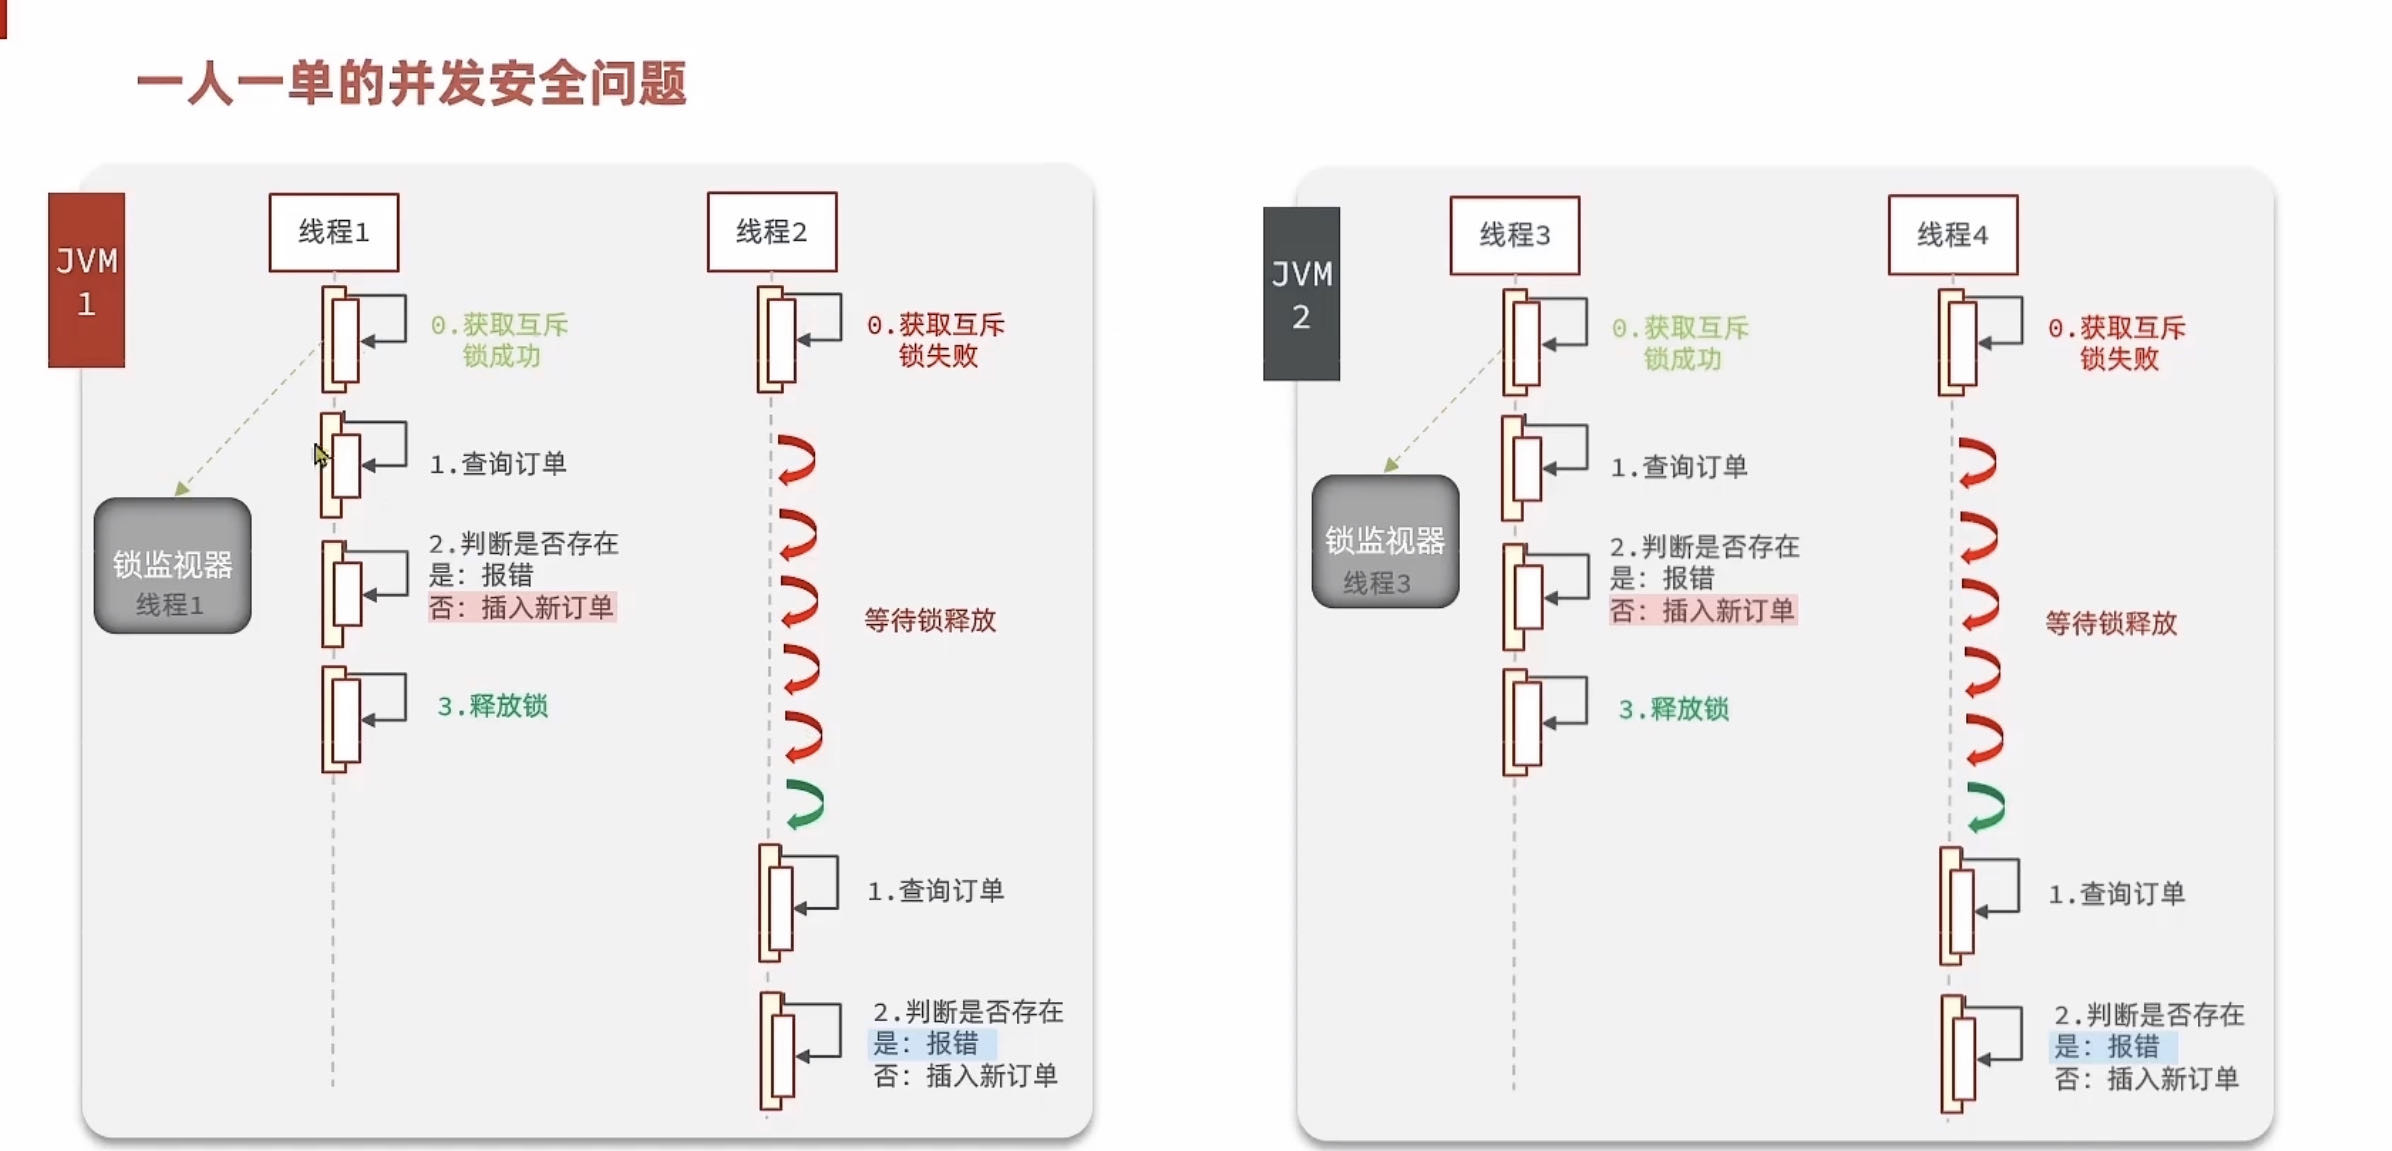 一人一单的并发安全问题
JVM
1
线程1
线程2
0.获取互斥
锁成功
0.获取互斥
锁失败
1.查询订单
锁监视器
线程1
2.判断是否存在
是: 报错
否: 插入新订单
等待锁释放
3.释放锁
1.查询订单
2.判断是否存在
是: 报错
否: 插入新订单
JVM
2
线程3
线程4
0.获取互斥
锁成功
0.获取互斥
锁失败
1.查询订单
锁监视器
线程3
2.判断是否存在
是: 报错
否: 插入新订单
等待锁释放
3.释放锁
1.查询订单
2.判断是否存在
是: 报错
否: 插入新订单